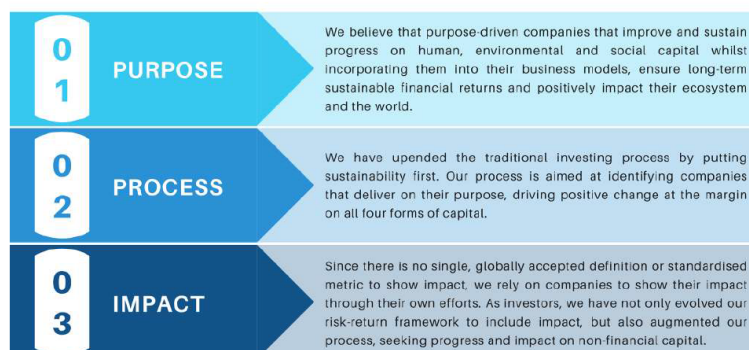 01
PURPOSE
We believe that purpose-driven companies that improve and sustain
progress on human, environmental and social capital whilst
incorporating them into their business models, ensure long-term
sustainable financial returns and positively impact their ecosystem
and the world.
02
PROCESS
We have upended the traditional investing process by putting
sustainability first. Our process is aimed at identifying companies
that deliver on their purpose, driving positive change at the margin
on all four forms of capital.
03
IMPACT
Since there is no single, globally accepted definition or standardised
metric to show impact, we rely on companies to show their impact
through their own efforts. As investors, we have not only evolved our
risk-return framework to include impact, but also augmented our
process, seeking progress and impact on non-financial capital.